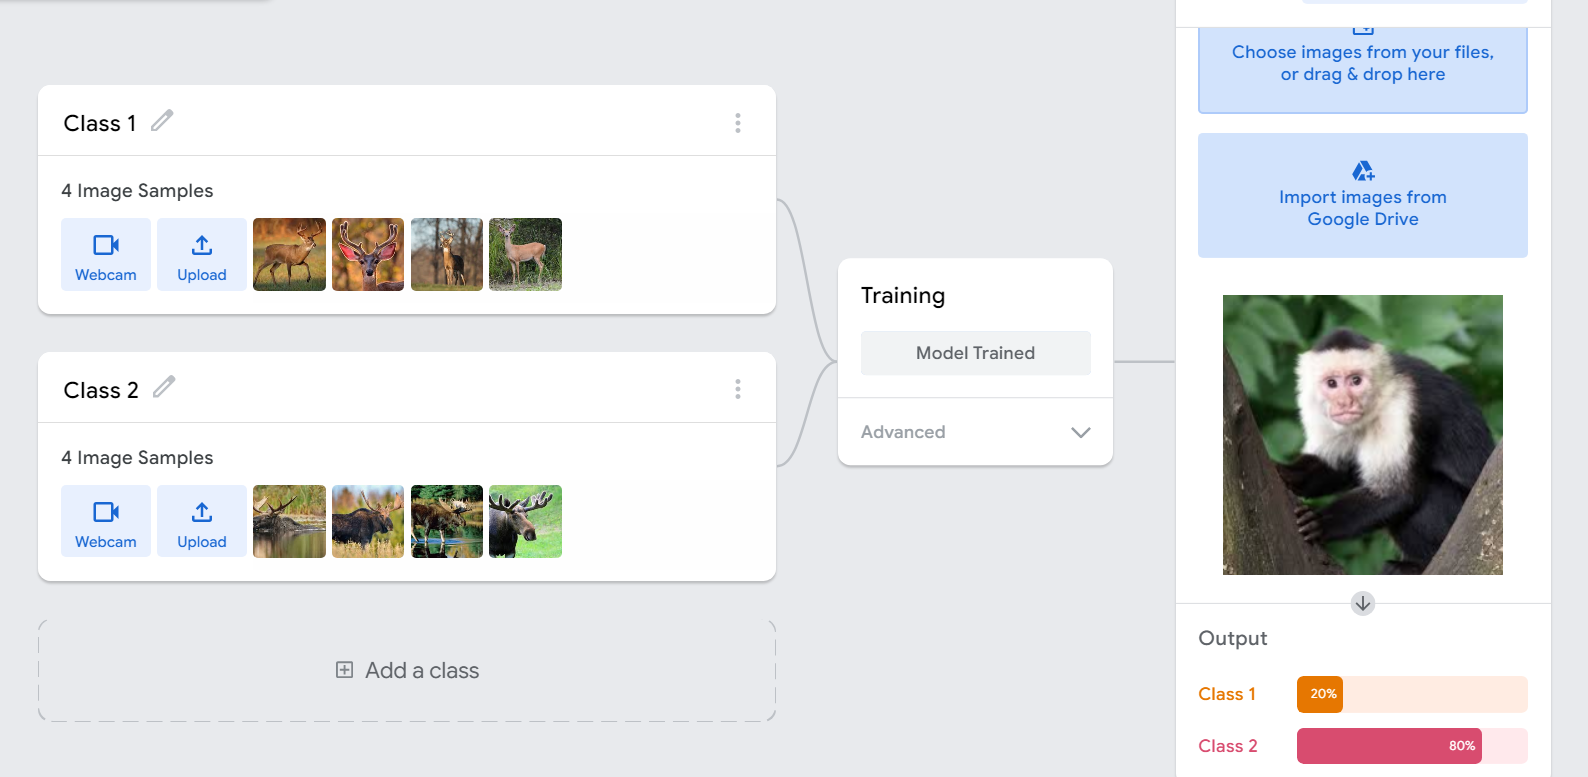 Class 1
4 Image Samples
Webcam
Upload
Class 2
4 Image Samples
Webcam
Upload
Add a class
Training
Model Trained
Advanced
Choose images from your files,
or drag & drop here
Import images from
Google Drive
Output
Class 1
20%
Class 2
80%